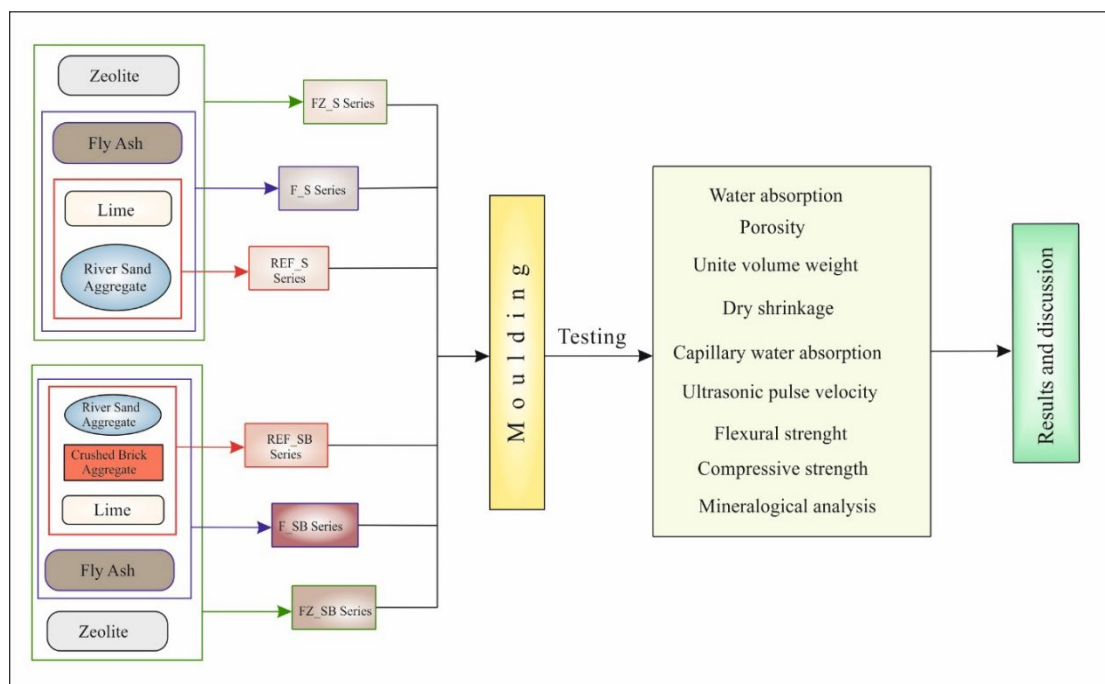 Zeolite
Fly Ash
Lime
River Sand
Aggregate
FZ_S Series
F_S Series
REF_S
Series
River Sand
Aggregate
Crushed Brick
Aggregate
Lime
Fly Ash
Zeolite
REF_SB
Series
F_SB Series
FZ_SB Series
Moulding
Testing
Water absorption
Porosity
Unite volume weight
Dry shrinkage
Capillary water absorption
Ultrasonic pulse velocity
Flexural strenght
Compressive strength
Mineralogical analysis
Results and discussion